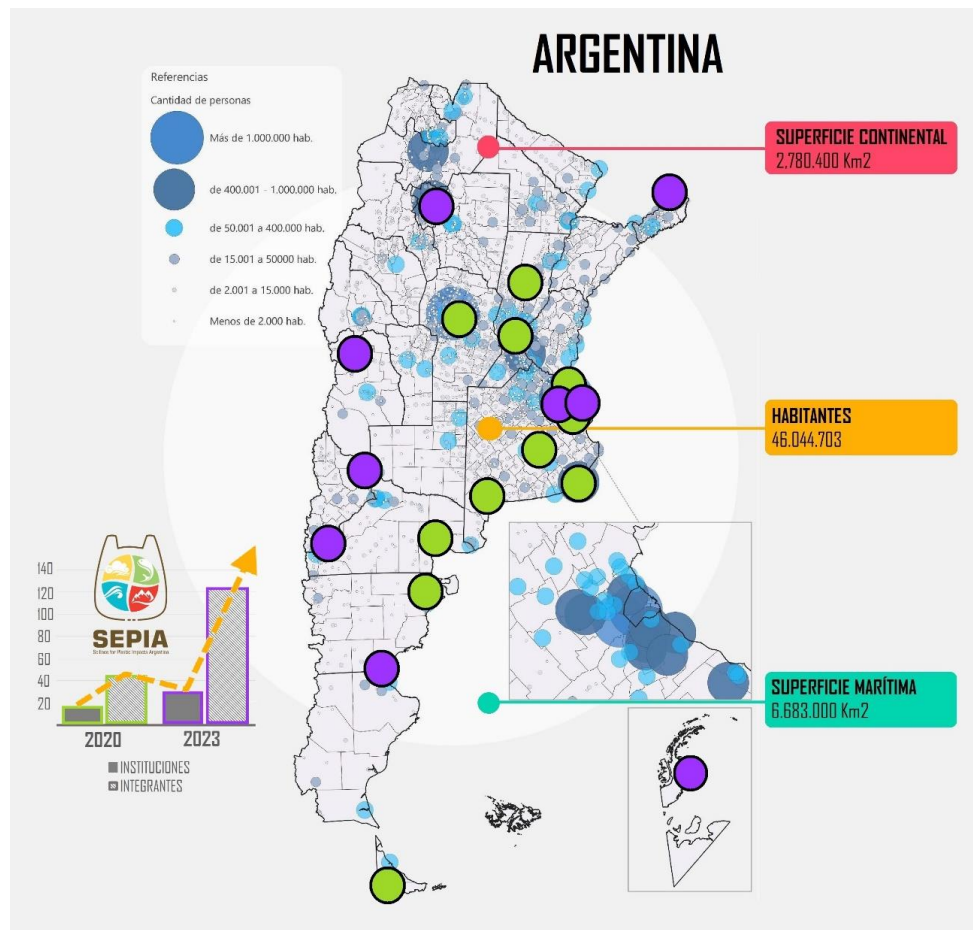 ARGENTINA
Referencias
Cantidad de personas
Más de 1.000.000 hab.
de 400.001 - 1.000.000 hab.
de 50.001 a 400.000 hab.
de 15.001 a 50000 hab.
de 2.001 a 15.000 hab.
Menos de 2.000 hab.
SUPERFICIE CONTINENTAL
2,780.400 Km2
HABITANTES
46.044.703
SUPERFICIE MARÍTIMA
6.683.000 Km2
SEPIA
140
120
100
80
60
40
20
2020
2023
INSTITUCIONES
INTEGRANTES